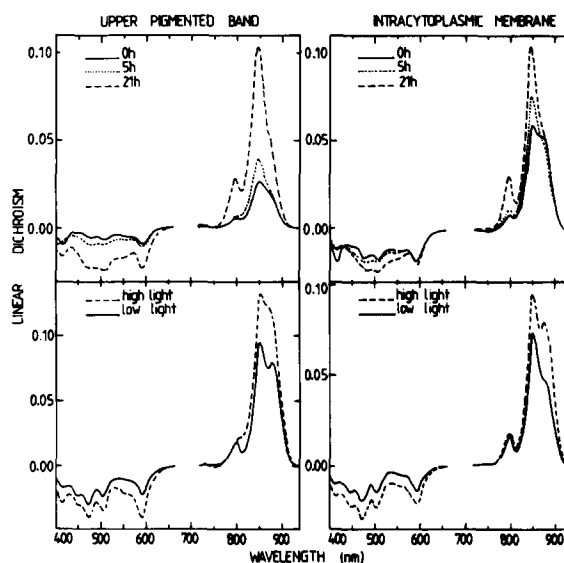 UPPER PIGMENTED BAND
INTRACYTOPLASMIC MEMBRANE
0.10
0h
5h
21h
0.05
0.00
DICHROISM
0h
5h
21h
0.10
0.05
0.00
LINEAR
high light
low light
0.10
0.05
0.00
400 500 600 700 800 900
high light
low light
0.10
0.05
0.00
400 500 600 700 800 900
WAVELENGTH (nm)